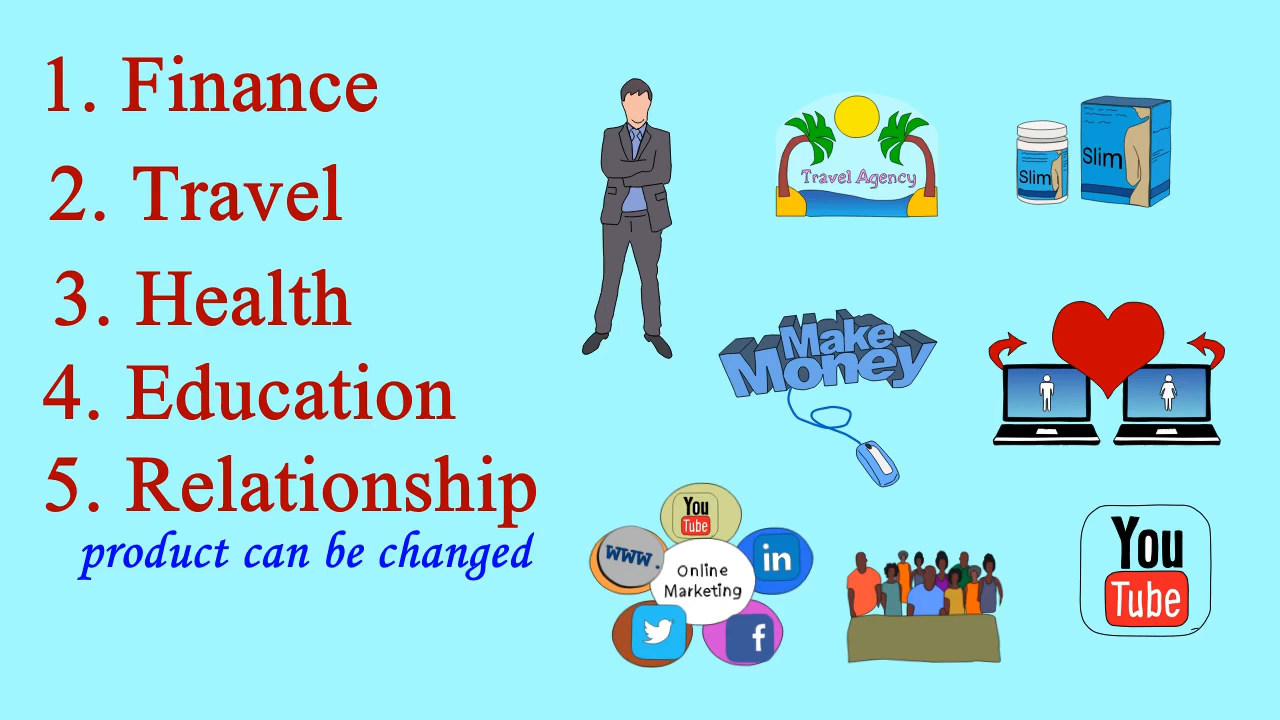 1. Finance
2. Travel
3. Health
4. Education
5. Relationship
product can be changed
Travel Agency
Slim
Slim
Make
Money
You
Tube
www.
in
Online
Marketing
f
You
Tube